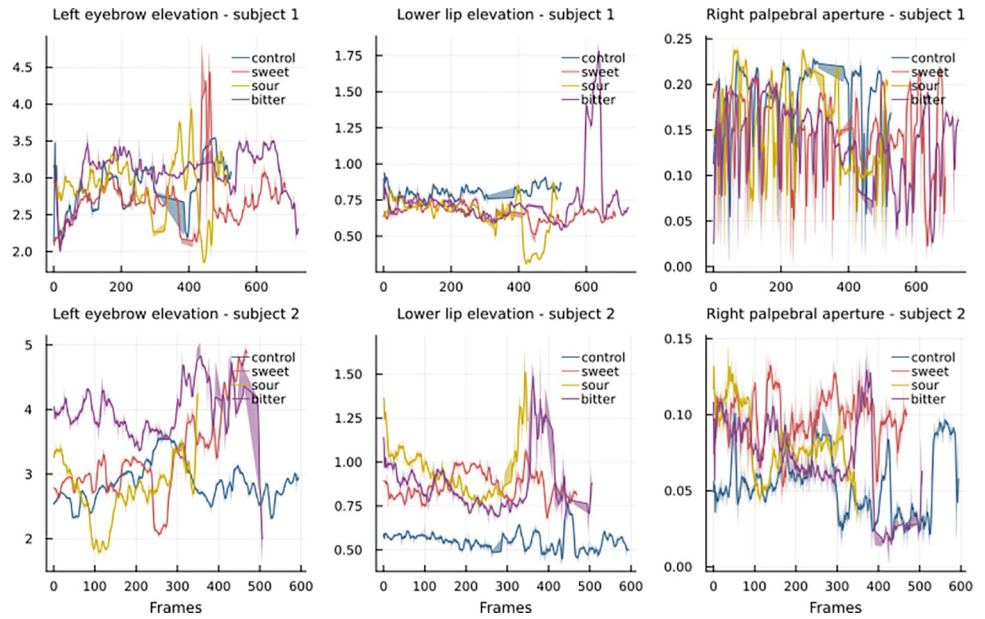 Left eyebrow elevation - subject 1
4.5
4.0
3.5
3.0
2.5
2.0
0 200 400 600
control
sweet
sour
bitter
Lower lip elevation - subject 1
1.75
1.50
1.25
1.00
0.75
0.50
0 200 400 600
control
sweet
sour
bitter
Right palpebral aperture - subject 1
0.25
0.20
0.15
0.10
0.05
0.00
0 200 400 600
control
sweet
sour
bitter
Left eyebrow elevation - subject 2
5
4
3
2
0 100 200 300 400 500 600
Frames
control
sweet
sour
bitter
Lower lip elevation - subject 2
1.50
1.25
1.00
0.75
0.50
0 100 200 300 400 500 600
Frames
control
sweet
sour
bitter
Right palpebral aperture - subject 2
0.15
0.10
0.05
0.00
0 100 200 300 400 500 600
Frames
control
sweet
sour
bitter